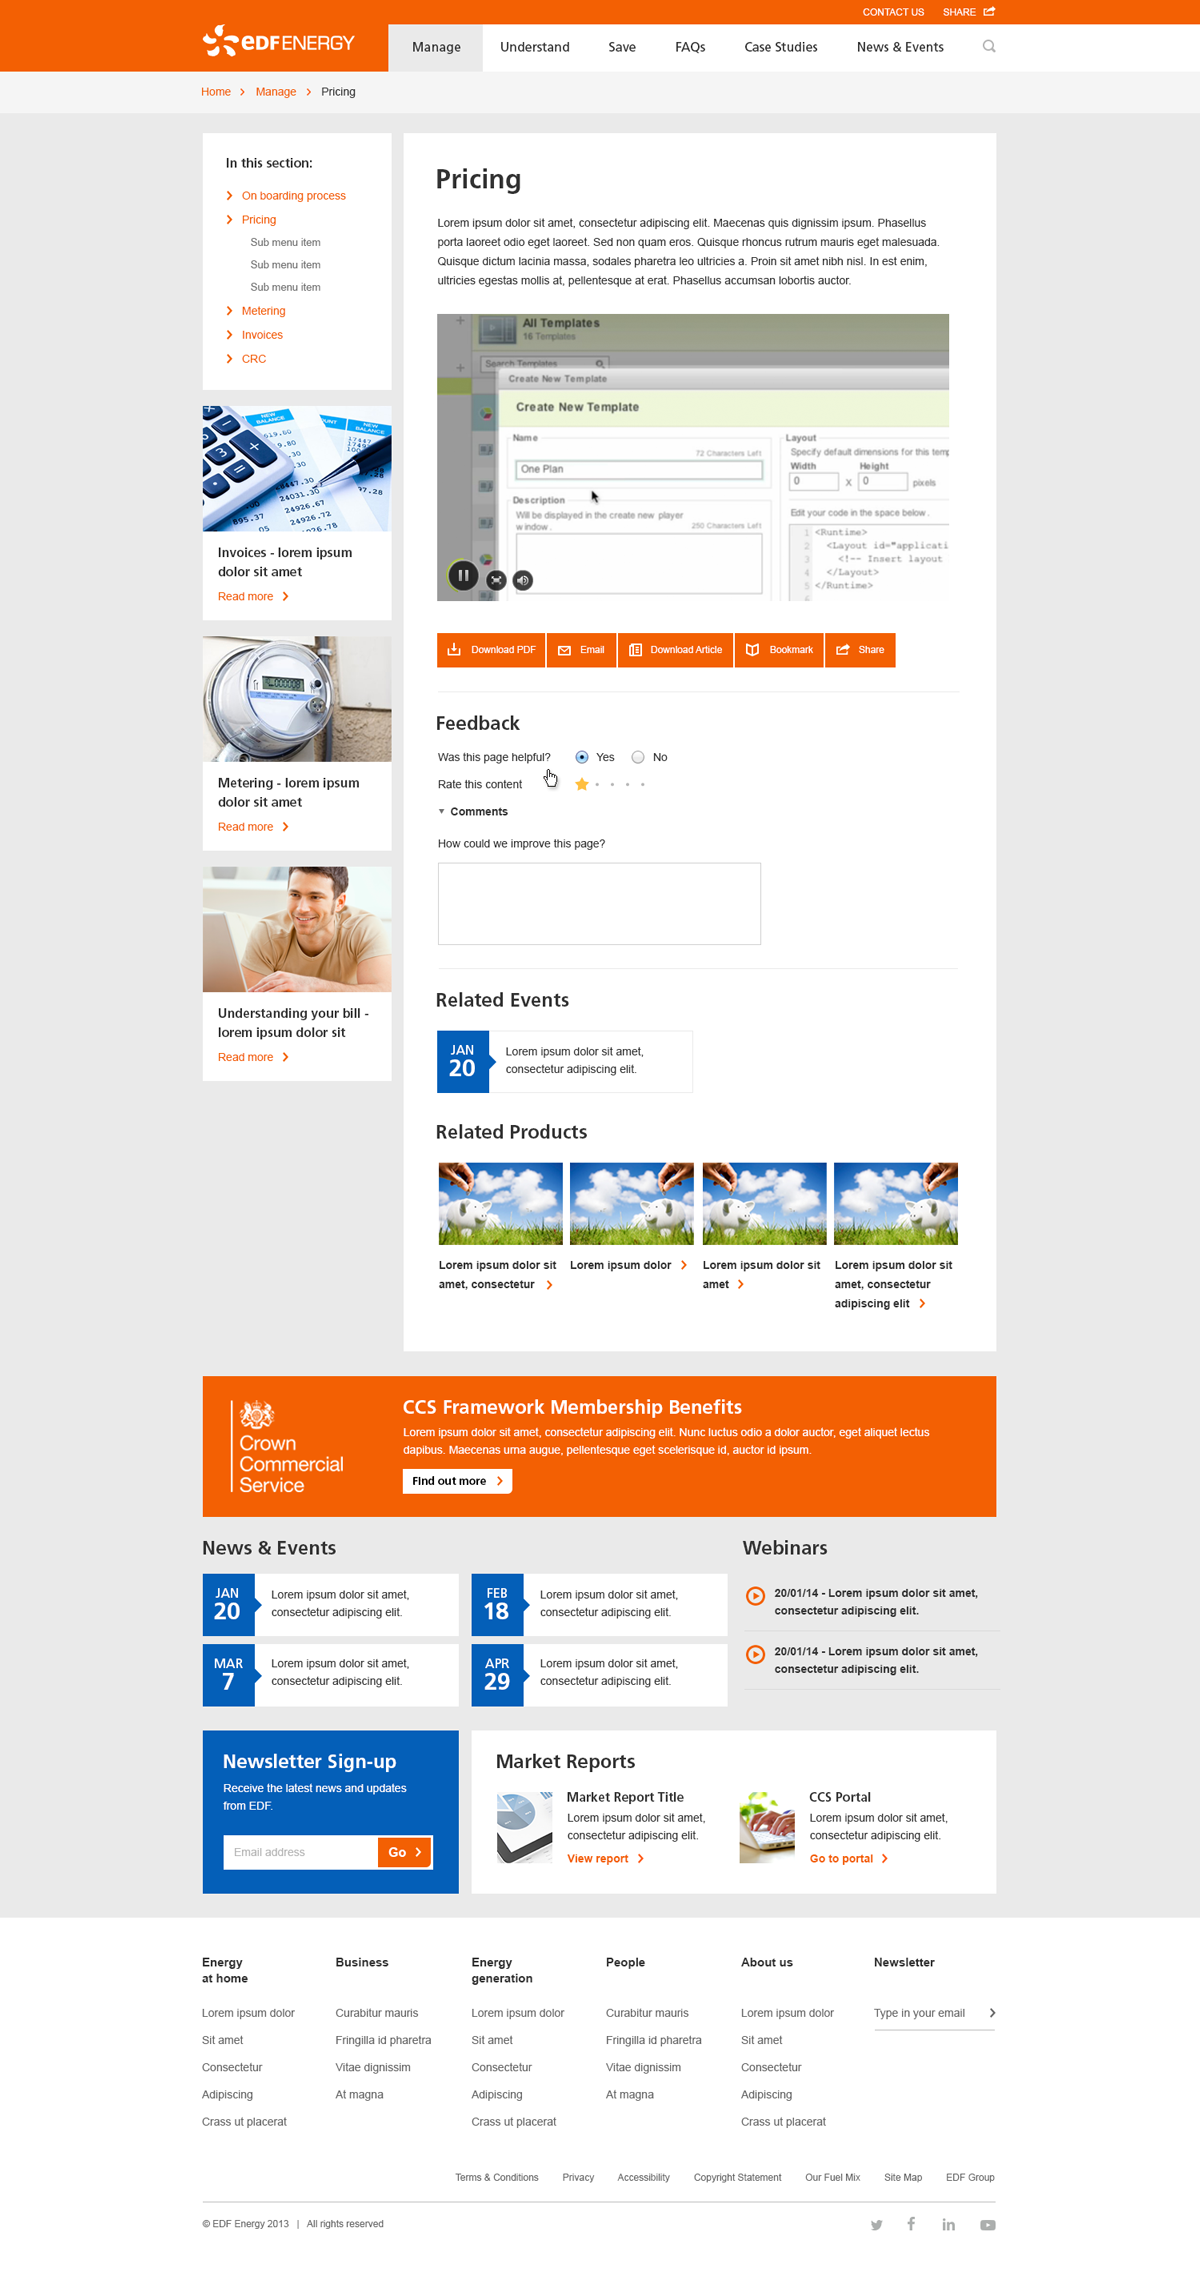 CONTACT US
SHARE
eDF ENERGY
Manage
Understand
Save
FAQs
Case Studies
News & Events
Home
Manage
Pricing
In this section:
On boarding process
Pricing
Sub menu item
Sub menu item
Sub menu item
Metering
Invoices
CRC
Invoices - lorem ipsum
dolor sit amet
Read more
Metering - lorem ipsum
dolor sit amet
Read more
Understanding your bill -
lorem ipsum dolor sit
Read more
Pricing
Lorem ipsum dolor sit amet, consectetur adipiscing elit. Maecenas quis dignissim ipsum. Phasellus
porta laoreet odio eget laoreet. Sed non quam eros. Quisque rhoncus rutrum mauris eget malesuada.
Quisque dictum lacinia massa, sodales pharetra leo ultricies a. Proin sit amet nibh nisl. In est enim,
ultricies egestas mollis at, pellentesque at erat. Phasellus accumsan lobortis auctor.
All Templates
16 Templates
Search Templates
Create New Template
Create New Template
Name
72 Characters Left
One Plan
Description
Will be displayed in the create new player
window.
250 Characters Left
Layout
Specify default dimensions for this temp
Width
Height
0
X
0
pixels
Edit your code in the space below.
1 <Runtime>
2 <Layout id="applicati
3 <!-- Insert layout
4 </Layout>
5 </Runtime>
6
Download PDF
Email
Download Article
Bookmark
Share
Feedback
Was this page helpful?
Yes
No
Rate this content
Comments
How could we improve this page?
Related Events
JAN
20
Lorem ipsum dolor sit amet,
consectetur adipiscing elit.
Related Products
Lorem ipsum dolor sit
amet, consectetur
Lorem ipsum dolor
Lorem ipsum dolor sit
amet
Lorem ipsum dolor sit
amet, consectetur
adipiscing elit
Crown
Commercial
Service
CCS Framework Membership Benefits
Lorem ipsum dolor sit amet, consectetur adipiscing elit. Nunc luctus odio a dolor auctor, eget aliquet lectus
dapibus. Maecenas urna augue, pellentesque eget scelerisque id, auctor id ipsum.
Find out more
News & Events
JAN
20
Lorem ipsum dolor sit amet,
consectetur adipiscing elit.
FEB
18
Lorem ipsum dolor sit amet,
consectetur adipiscing elit.
MAR
7
Lorem ipsum dolor sit amet,
consectetur adipiscing elit.
APR
29
Lorem ipsum dolor sit amet,
consectetur adipiscing elit.
Webinars
20/01/14 - Lorem ipsum dolor sit amet,
consectetur adipiscing elit.
20/01/14 - Lorem ipsum dolor sit amet,
consectetur adipiscing elit.
Newsletter Sign-up
Receive the latest news and updates
from EDF.
Email address
Go
Market Reports
Market Report Title
Lorem ipsum dolor sit amet,
consectetur adipiscing elit.
View report
CCS Portal
Lorem ipsum dolor sit amet,
consectetur adipiscing elit.
Go to portal
Energy
at home
Lorem ipsum dolor
Sit amet
Consectetur
Adipiscing
Crass ut placerat
Business
Curabitur mauris
Fringilla id pharetra
Vitae dignissim
At magna
Energy
generation
Lorem ipsum dolor
Sit amet
Consectetur
Adipiscing
Crass ut placerat
People
Curabitur mauris
Fringilla id pharetra
Vitae dignissim
At magna
About us
Lorem ipsum dolor
Sit amet
Consectetur
Adipiscing
Crass ut placerat
Newsletter
Type in your email
Terms & Conditions
Privacy
Accessibility
Copyright Statement
Our Fuel Mix
Site Map
EDF Group
© EDF Energy 2013 | All rights reserved